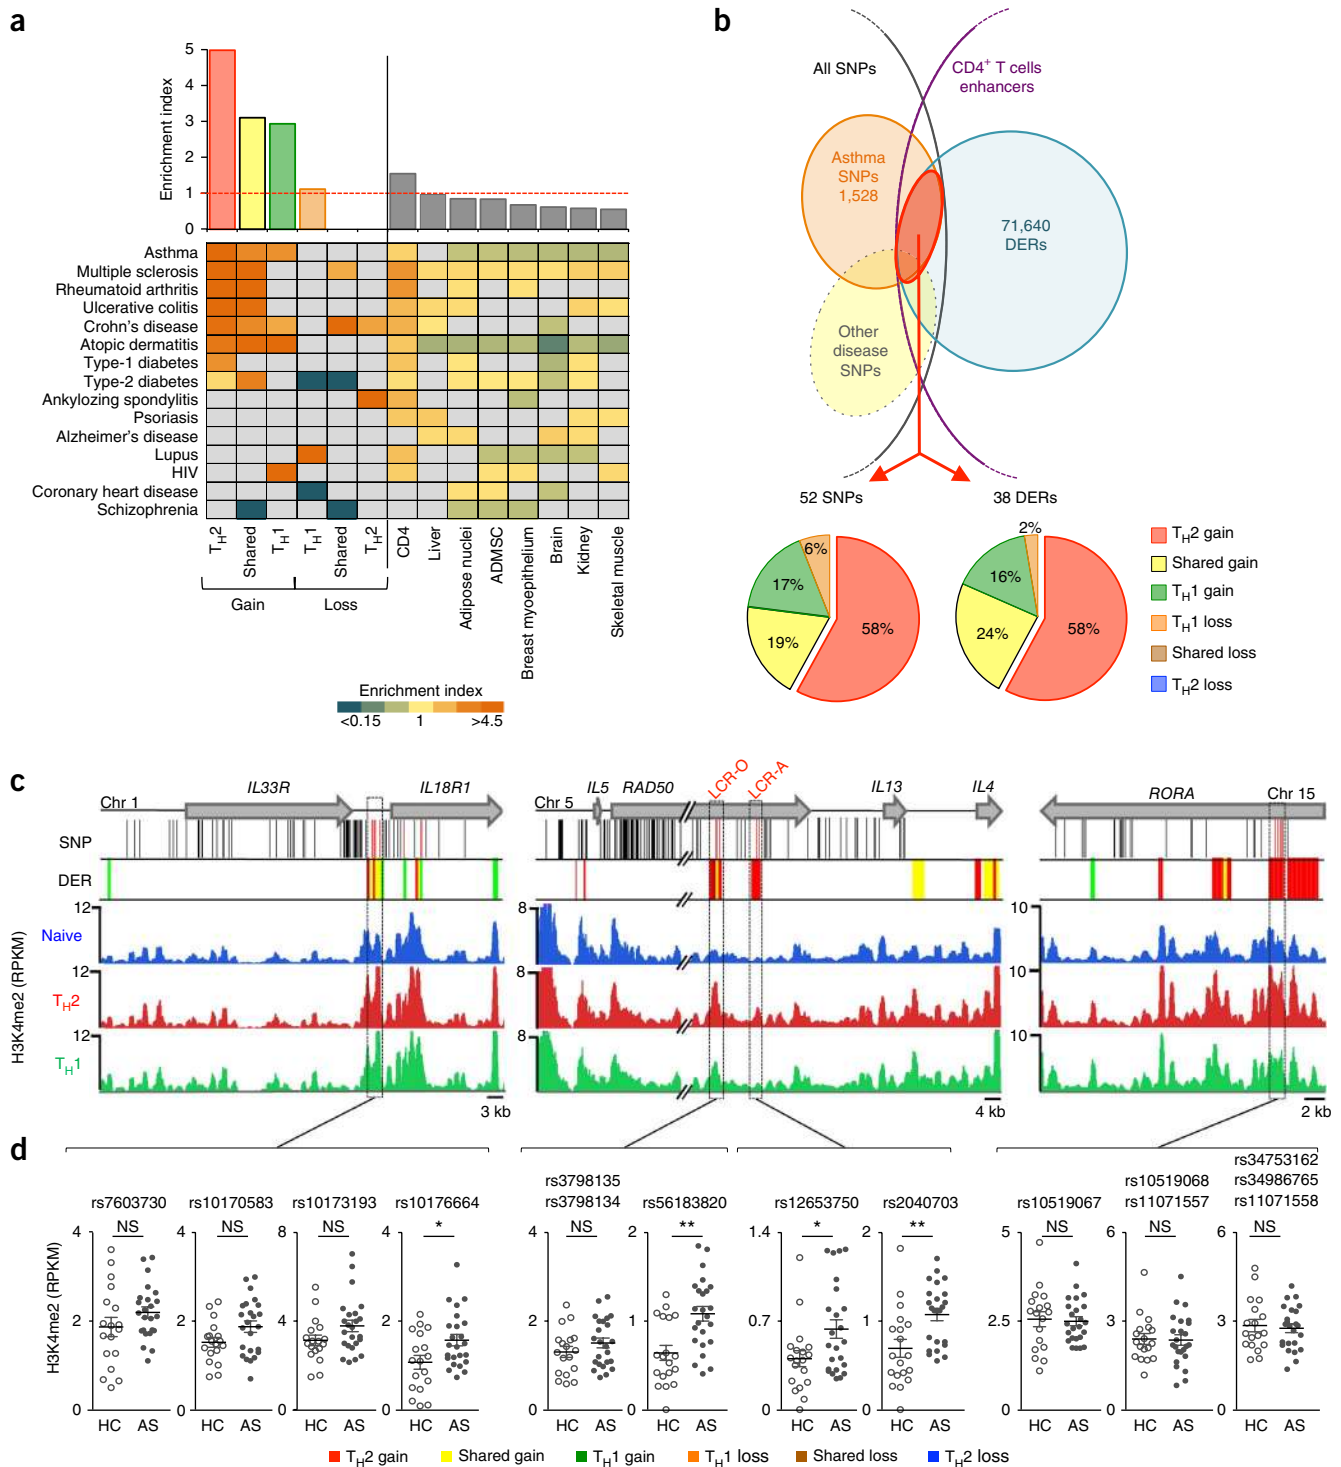 a
Enrichment index
5
4
3
2
1
0
Asthma
Multiple sclerosis
Rheumatoid arthritis
Ulcerative colitis
Crohn's disease
Atopic dermatitis
Type-1 diabetes
Type-2 diabetes
Ankylozing spondylitis
Psoriasis
Alzheimer's disease
Lupus
HIV
Coronary heart disease
Schizophrenia
TH2
Shared
TH1
TH1
Shared
TH2
CD4
Liver
Adipose nuclei
ADMSC
Breast myoepithelium
Brain
Kidney
Skeletal muscle
Gain
Loss
Enrichment index
<0.15 1 >4.5
b
All SNPs
CD4+ T cells
enhancers
Asthma
SNPs
1,528
71,640
DERs
Other
disease
SNPs
52 SNPs
38 DERs
6%
17%
19%
58%
2%
16%
24%
58%
TH2 gain
Shared gain
TH1 gain
TH1 loss
Shared loss
TH2 loss
c
Chr 1
IL33R
IL18R1
Chr 5
IL5
RAD50
LCR-O
LCR-A
IL13
IL4
RORA
Chr 15
SNP
DER
H3K4me2 (RPKM)
Naive
TH2
TH1
12
12
12
8
8
8
10
10
10
3 kb
4 kb
2 kb
d
H3K4me2 (RPKM)
rs7603730
NS
4
2
0
HC AS
rs10170583
NS
4
2
0
HC AS
rs10173193
NS
8
4
0
HC AS
rs10176664
*
4
2
0
HC AS
rs3798135
rs3798134
NS
4
2
0
HC AS
rs56183820
**
2
1
0
HC AS
rs12653750
*
1.4
0.7
0
HC AS
rs2040703
**
2
1
0
HC AS
rs10519067
NS
5
2.5
0
HC AS
rs10519068
rs11071557
NS
6
3
0
HC AS
rs34753162
rs34986765
rs11071558
NS
6
3
0
HC AS
TH2 gain
Shared gain
TH1 gain
TH1 loss
Shared loss
TH2 loss